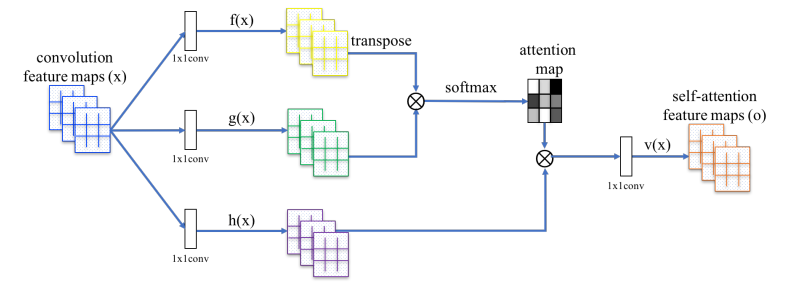 convolution
feature maps (x)
f(x)
1x1conv
transpose
g(x)
1x1conv
h(x)
1x1conv
softmax
attention
map
v(x)
1x1conv
self-attention
feature maps (o)